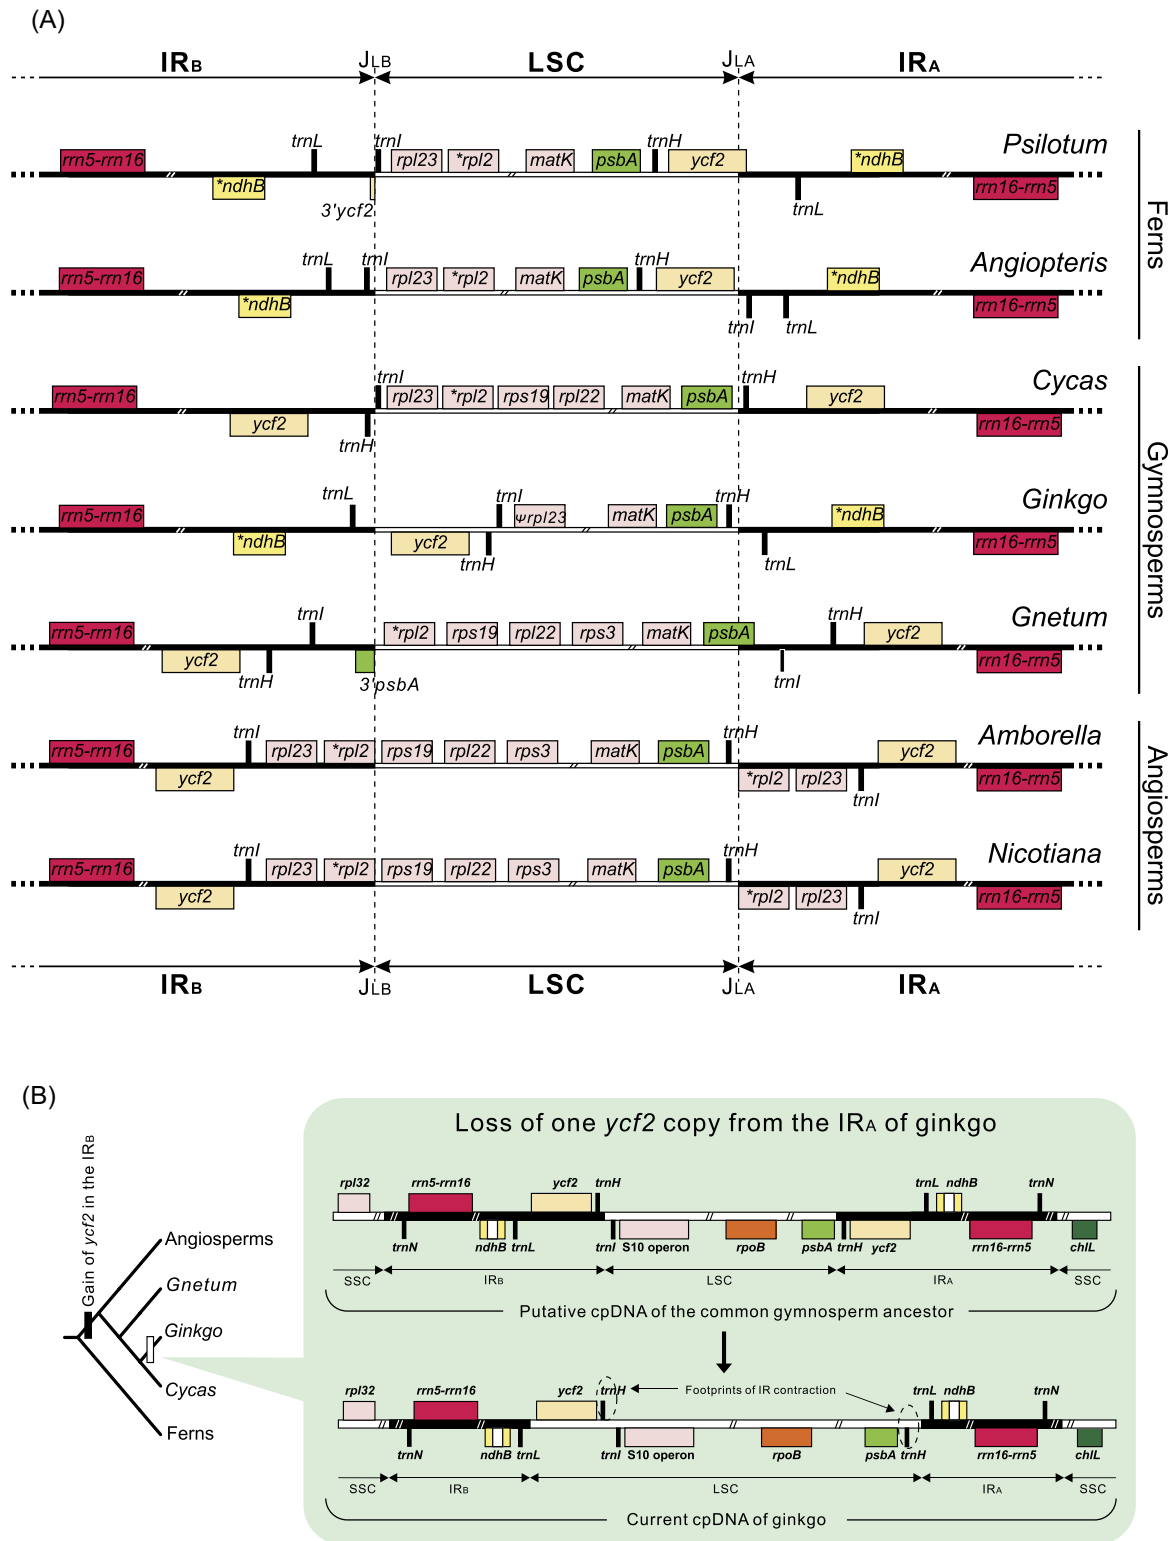 (A)
IRB JLB LSC JLA IRA
trnL trnI trnH Psilotum
rrn5-rrn16 rpl23 *rpl2 matK psbA ycf2 *ndhB
*ndhB 3'ycf2 trnL rrn16-rrn5
trnL trnI trnH Angiopteris
rrn5-rrn16 rpl23 *rpl2 matK psbA ycf2 *ndhB
*ndhB trnI trnL rrn16-rrn5
Ferns
trnI trnH Cycas
rrn5-rrn16 rpl23 *rpl2 rps19 rpl22 matK psbA ycf2
ycf2 trnH rrn16-rrn5
trnL trnI trnH Ginkgo
rrn5-rrn16 ψrpl23 matK psbA *ndhB
*ndhB ycf2 trnH trnL rrn16-rrn5
trnI trnH Gnetum
rrn5-rrn16 *rpl2 rps19 rpl22 rps3 matK psbA ycf2
ycf2 trnH 3'psbA trnI rrn16-rrn5
Gymnosperms
trnI trnH Amborella
rrn5-rrn16 rpl23 *rpl2 rps19 rpl22 rps3 matK psbA ycf2
ycf2 *rpl2 rpl23 trnI rrn16-rrn5
trnI trnH Nicotiana
rrn5-rrn16 rpl23 *rpl2 rps19 rpl22 rps3 matK psbA ycf2
ycf2 *rpl2 rpl23 trnI rrn16-rrn5
Angiosperms
IRB JLB LSC JLA IRA
(B)
Gain of ycf2 in the IRB
Angiosperms
Gnetum
Ginkgo
Cycas
Ferns
Loss of one ycf2 copy from the IRA of ginkgo
rpl32 rrn5-rrn16 ycf2 trnH trnL ndhB trnN
trnN ndhB trnL trnI S10 operon rpoB psbA trnH ycf2 rrn16-rrn5 chlL
SSC IRB LSC IRA SSC
Putative cpDNA of the common gymnosperm ancestor
rpl32 rrn5-rrn16 ycf2 trnH Footprints of IR contraction trnL ndhB trnN
trnN ndhB trnL trnI S10 operon rpoB psbA trnH rrn16-rrn5 chlL
SSC IRB LSC IRA SSC
Current cpDNA of ginkgo